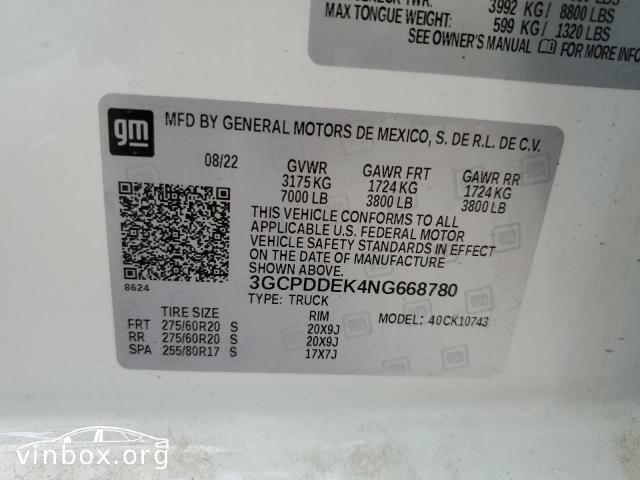 3992 KG / 8800 LBS
MAX TONGUE WEIGHT: 599 KG / 1320 LBS
SEE OWNER'S MANUAL FOR MORE INFO
gm
MFD BY GENERAL MOTORS DE MEXICO, S. DE R.L. DE C.V.
08/22 GVWR GAWR FRT GAWR RR
3175 KG 1724 KG 1724 KG
7000 LB 3800 LB 3800 LB
THIS VEHICLE CONFORMS TO ALL
APPLICABLE U.S. FEDERAL MOTOR
VEHICLE SAFETY STANDARDS IN EFFECT
ON THE DATE OF MANUFACTURE
SHOWN ABOVE.
8624
3GCPDDEK4NG668780
TYPE: TRUCK
TIRE SIZE RIM MODEL: 40CK10743
FRT 275/60R20 S 20X9J
RR 275/60R20 S 20X9J
SPA 255/80R17 S 17X7J
vinbox.org